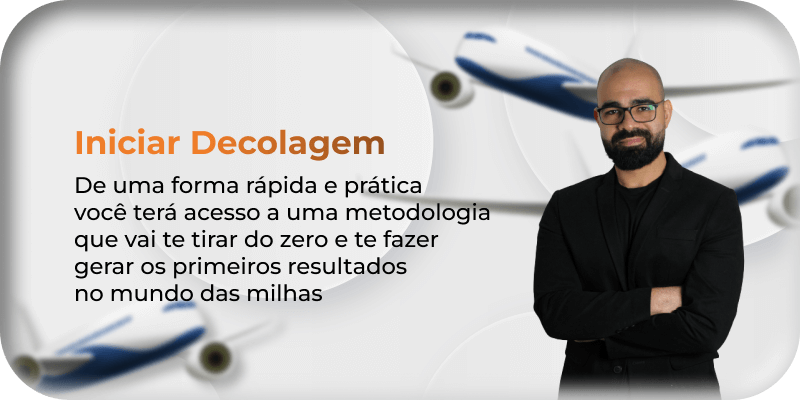 Iniciar Decolagem
De uma forma rápida e prática
você terá acesso a uma metodologia
que vai te tirar do zero e te fazer
gerar os primeiros resultados
no mundo das milhas